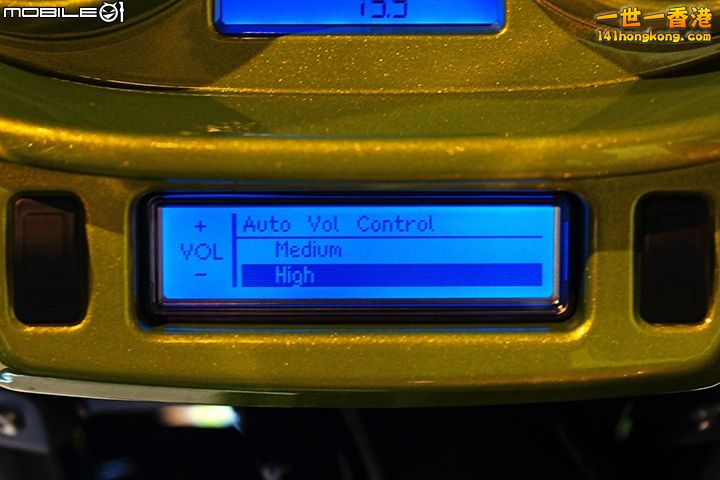 MOBILE01
一世一香港
141hongkong.com
Auto Vol Control
+
VOL
-
Medium
High